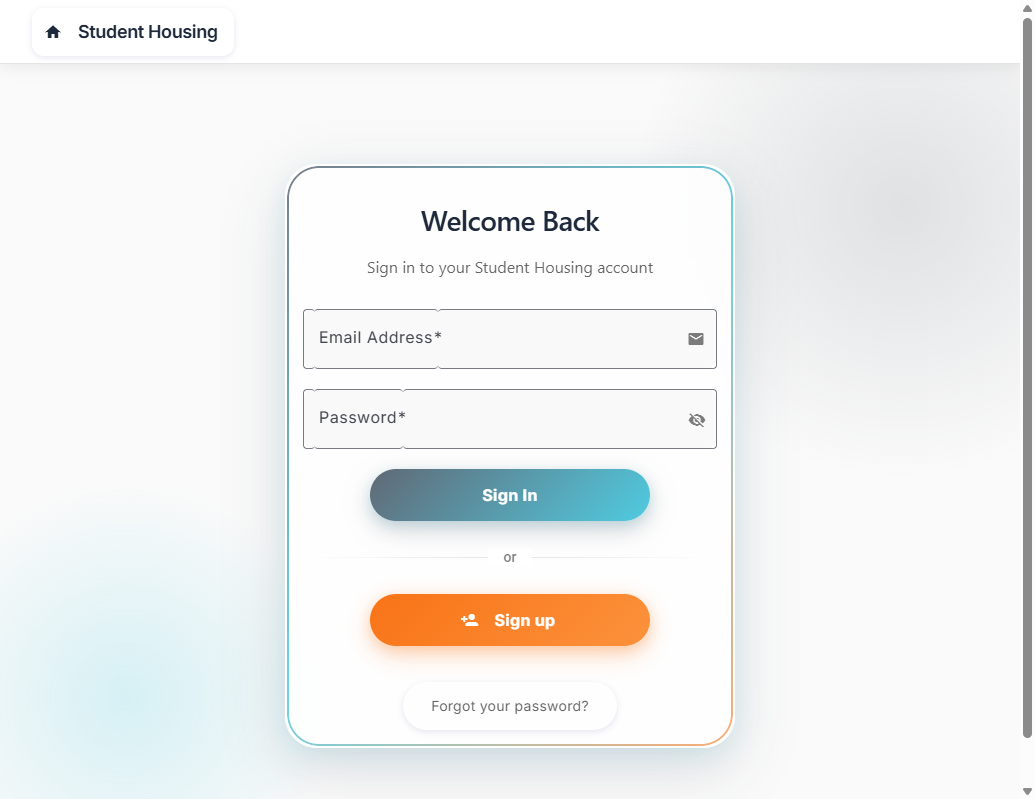 Student Housing
Welcome Back
Sign in to your Student Housing account
Email Address*
Password*
Sign In
or
Sign up
Forgot your password?